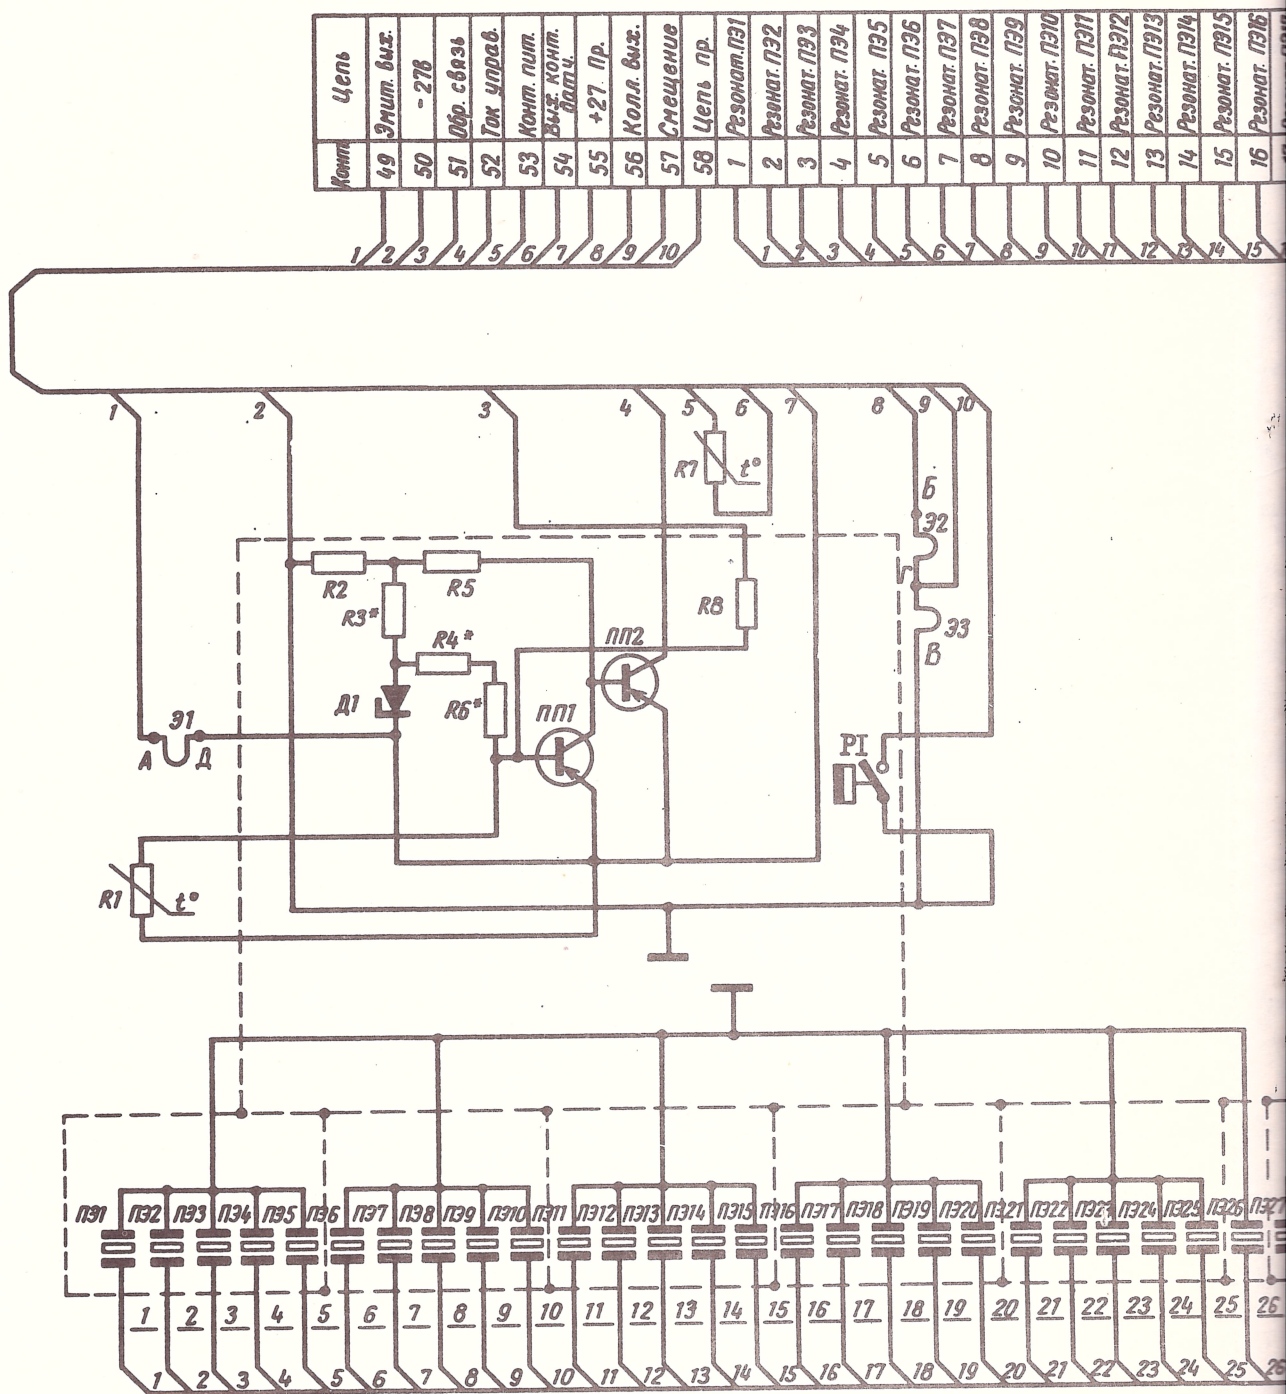 Цепь
Эмит. вых.
- 27В
Обр. связь
Ток управ.
Конт. пит.
Вых. конт. датч.
+27 Пр.
Колл. вых.
Смещение
Цепь пр.
Резонат. ПЭ1
Резонат. ПЭ2
Резонат. ПЭ3
Резонат. ПЭ4
Резонат. ПЭ5
Резонат. ПЭ6
Резонат. ПЭ7
Резонат. ПЭ8
Резонат. ПЭ9
Резонат. ПЭ10
Резонат. ПЭ11
Резонат. ПЭ12
Резонат. ПЭ13
Резонат. ПЭ14
Резонат. ПЭ15
Резонат. ПЭ16
Конт
49 50 51 52 53 54 55 56 57 58 1 2 3 4 5 6 7 8 9 10 11 12 13 14 15 16
1 2 3 4 5 6 7 8 9 10 1 2 3 4 5 6 7 8 9 10 11 12 13 14 15
1 2 3 4 5 6 7 8 9 10
R7 t°
Б
Э2
Г
R2 R5
R3* R8
ПП2 Э3
R4* В
Д1 R6* ПП1
Э1
А Д
PI
R1 t°
ПЭ1 ПЭ2 ПЭ3 ПЭ4 ПЭ5 ПЭ6 ПЭ7 ПЭ8 ПЭ9 ПЭ10 ПЭ11 ПЭ12 ПЭ13 ПЭ14 ПЭ15 ПЭ16 ПЭ17 ПЭ18 ПЭ19 ПЭ20 ПЭ21 ПЭ22 ПЭ23 ПЭ24 ПЭ25 ПЭ26 ПЭ27
1 2 3 4 5 6 7 8 9 10 11 12 13 14 15 16 17 18 19 20 21 22 23 24 25 26
1 2 3 4 5 6 7 8 9 10 11 12 13 14 15 16 17 18 19 20 21 22 23 24 25 26